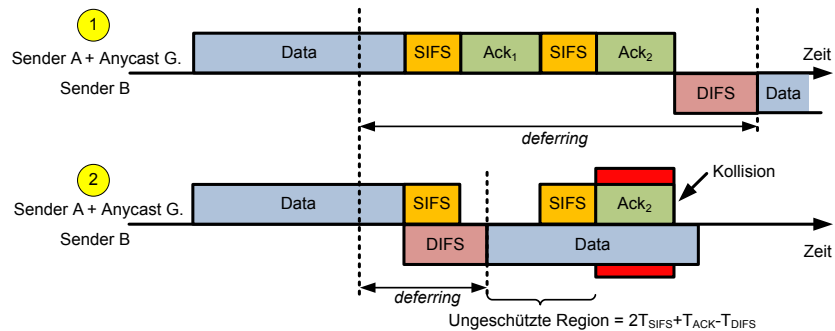 1
Sender A + Anycast G.
Sender B
Data
SIFS
Ack1
SIFS
Ack2
Zeit
DIFS
Data
deferring
2
Sender A + Anycast G.
Sender B
Data
SIFS
SIFS
Ack2
Kollision
DIFS
Data
Zeit
deferring
Ungeschützte Region = 2TSIFS+TACK-TDIFS